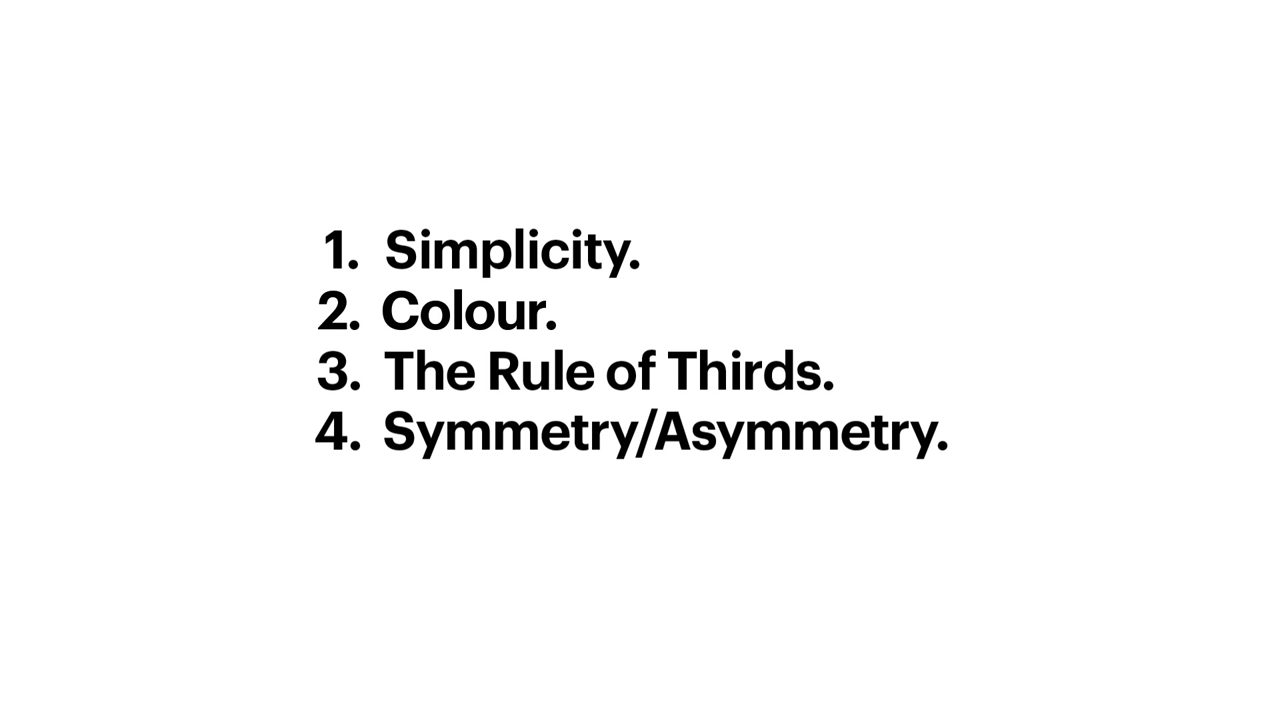 1. Simplicity.
2. Colour.
3. The Rule of Thirds.
4. Symmetry/Asymmetry.